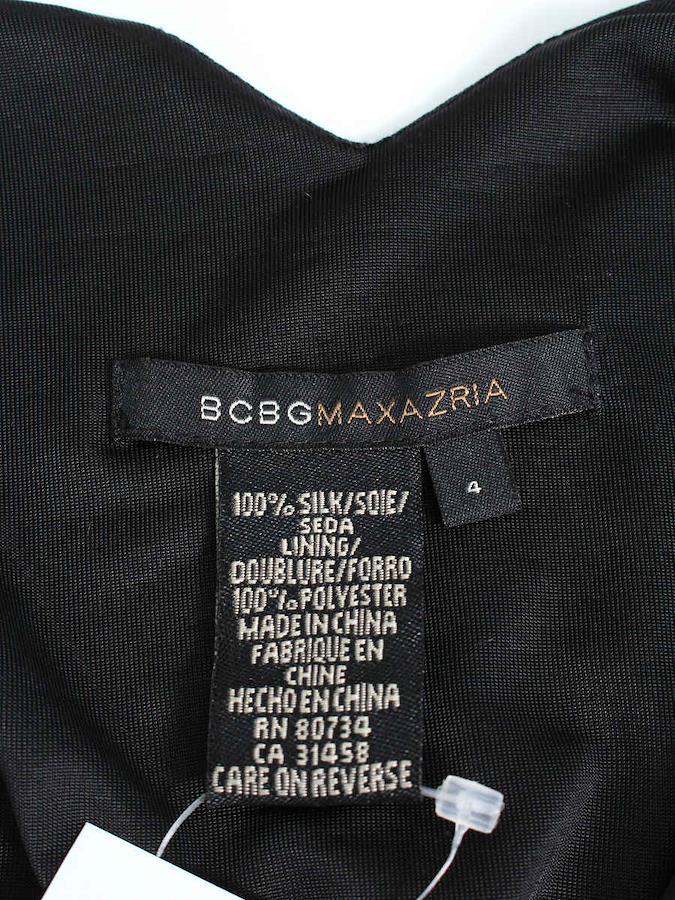 BCBGMAXAZRIA
4
100% SILK/SOIE/
SEDA
LINING/
DOUBLURE/FORRO
100% POLYESTER
MADE IN CHINA
FABRIQUE EN
CHINE
HECHO EN CHINA
RN 80734
CA 31458
CARE ON REVERSE